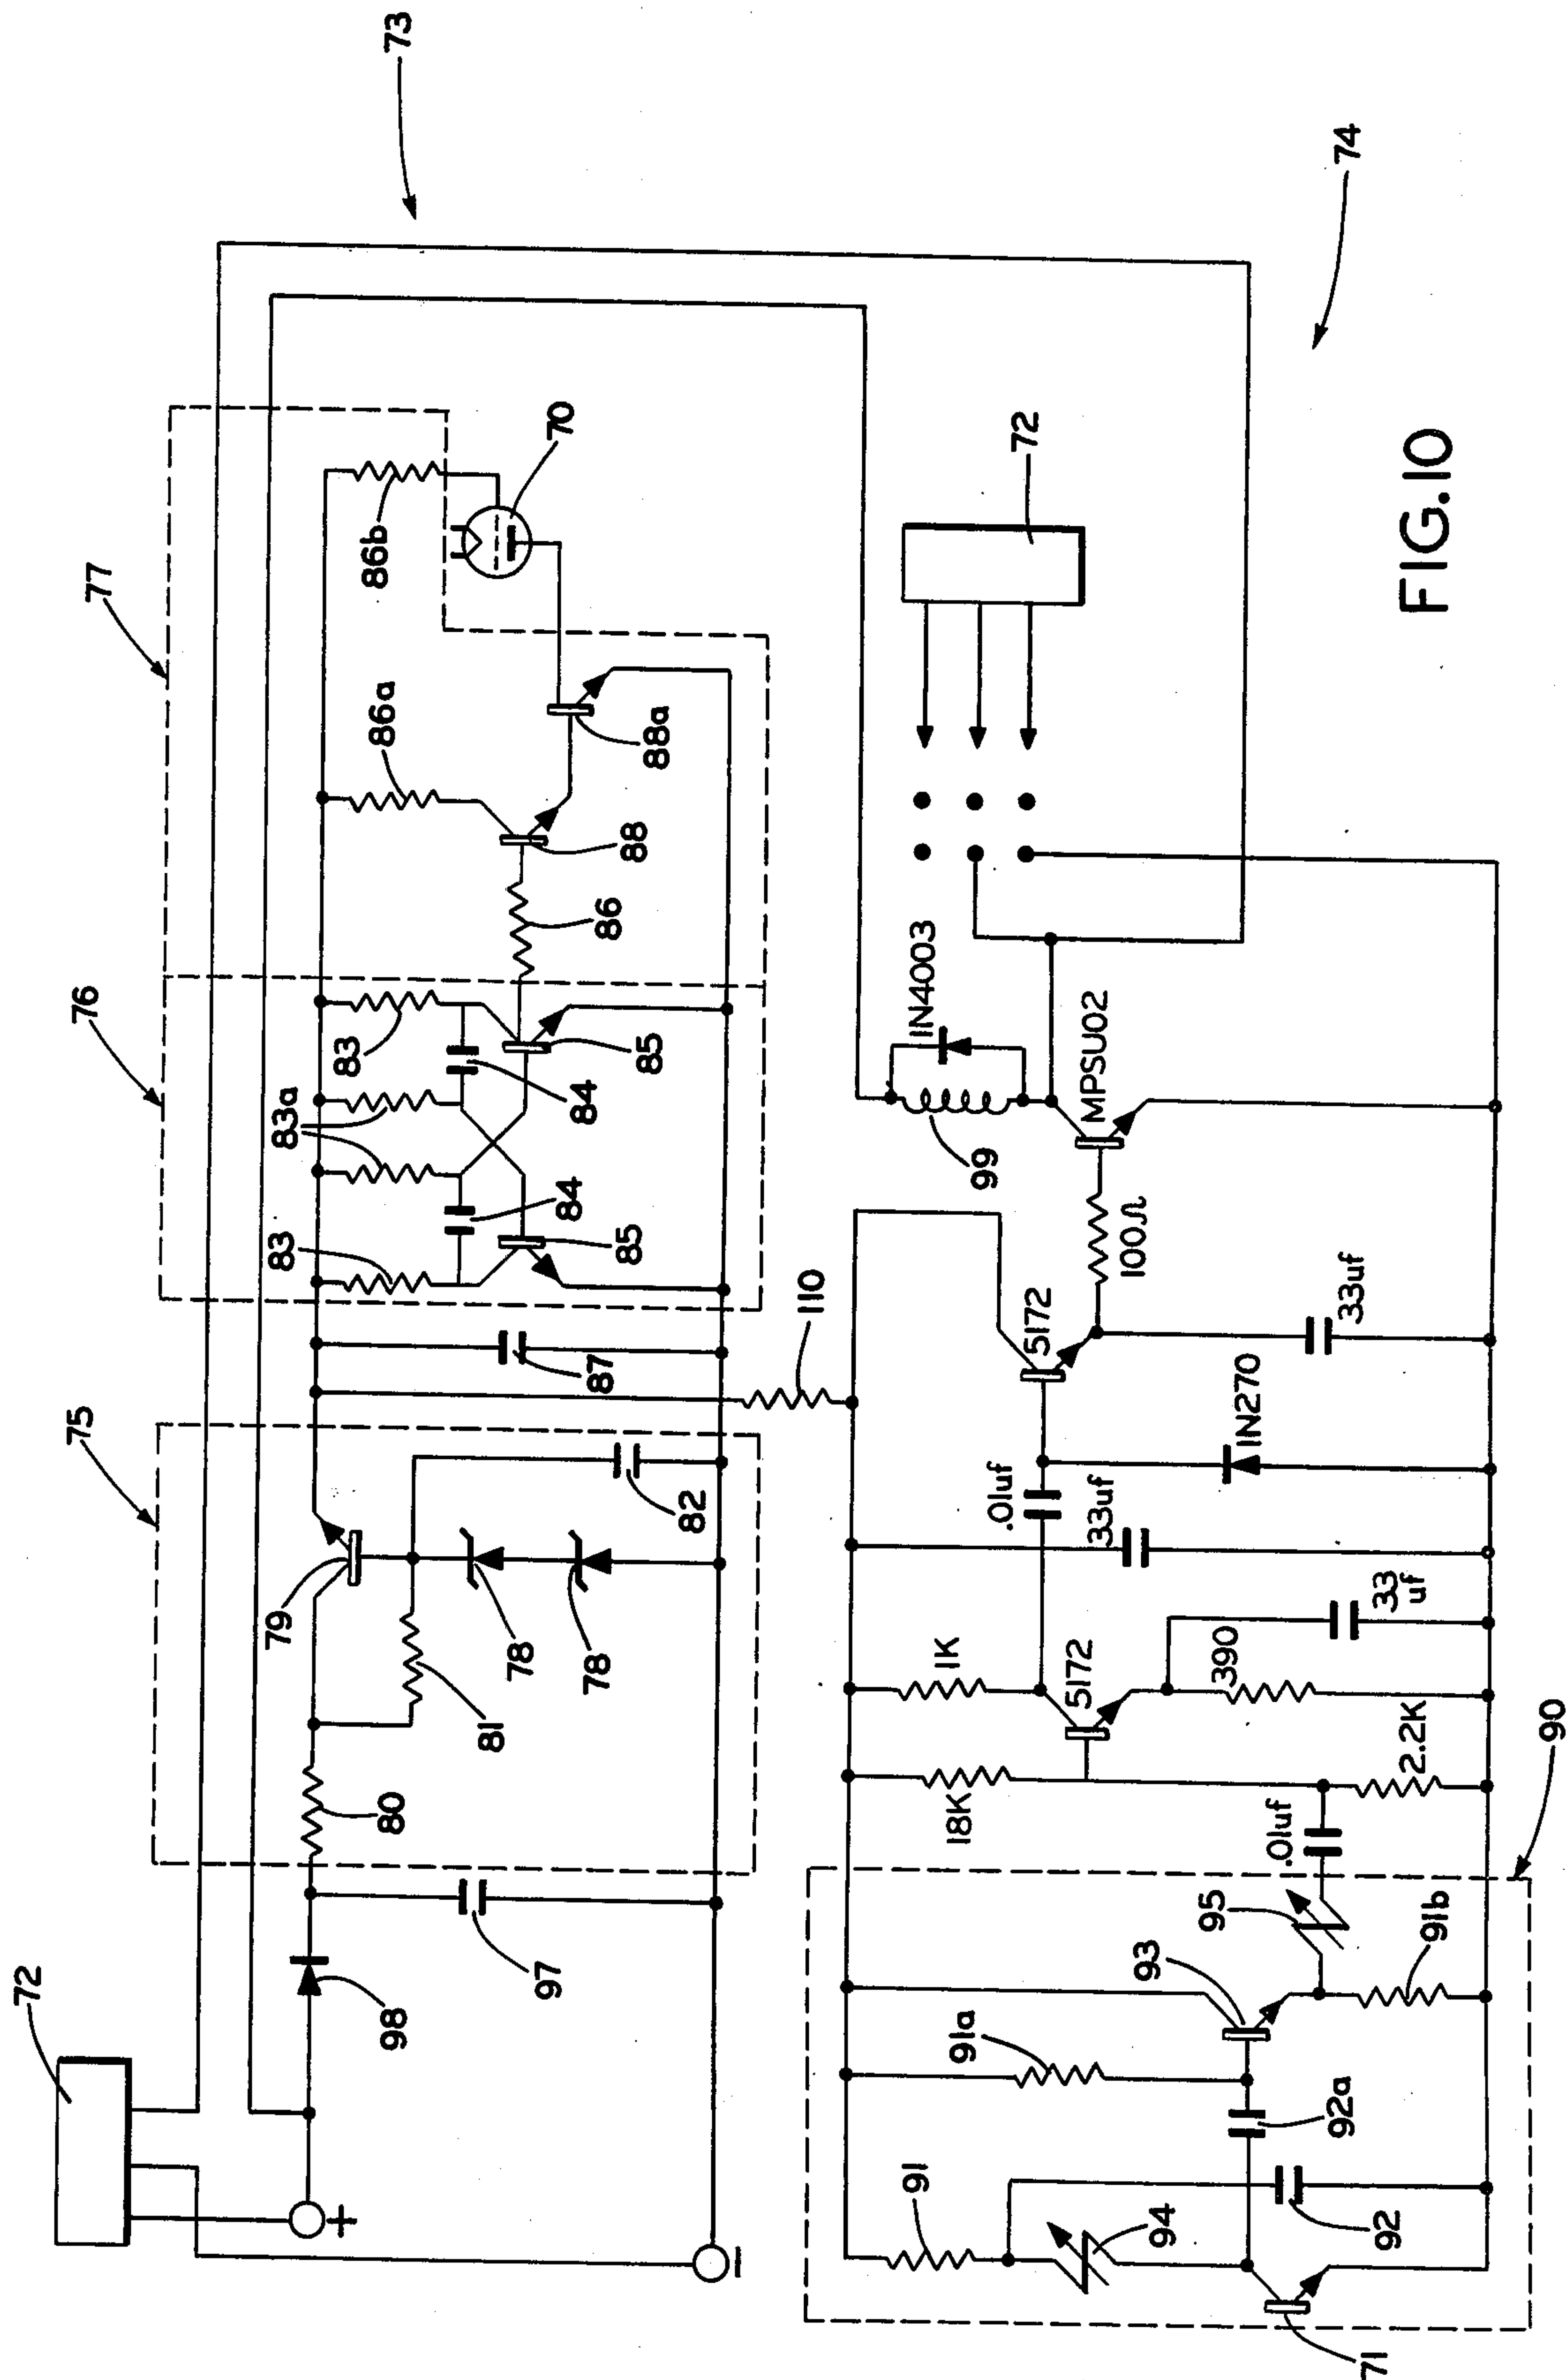 72
75
76
77
73
79
83
83a
83
86b
86a
+
98
80
81
78
97
70
84
84
78
87
86
85
85
88
88a
82
−
110
91
IN4003
1K
18K
91a
99
.01uf
72
5172
5172
MPSU02
33uf
100Ω
93
94
95
390
IN270
.01uf
92a
74
33uf
71
92
33
uf
2.2K
91b
FIG.10
90